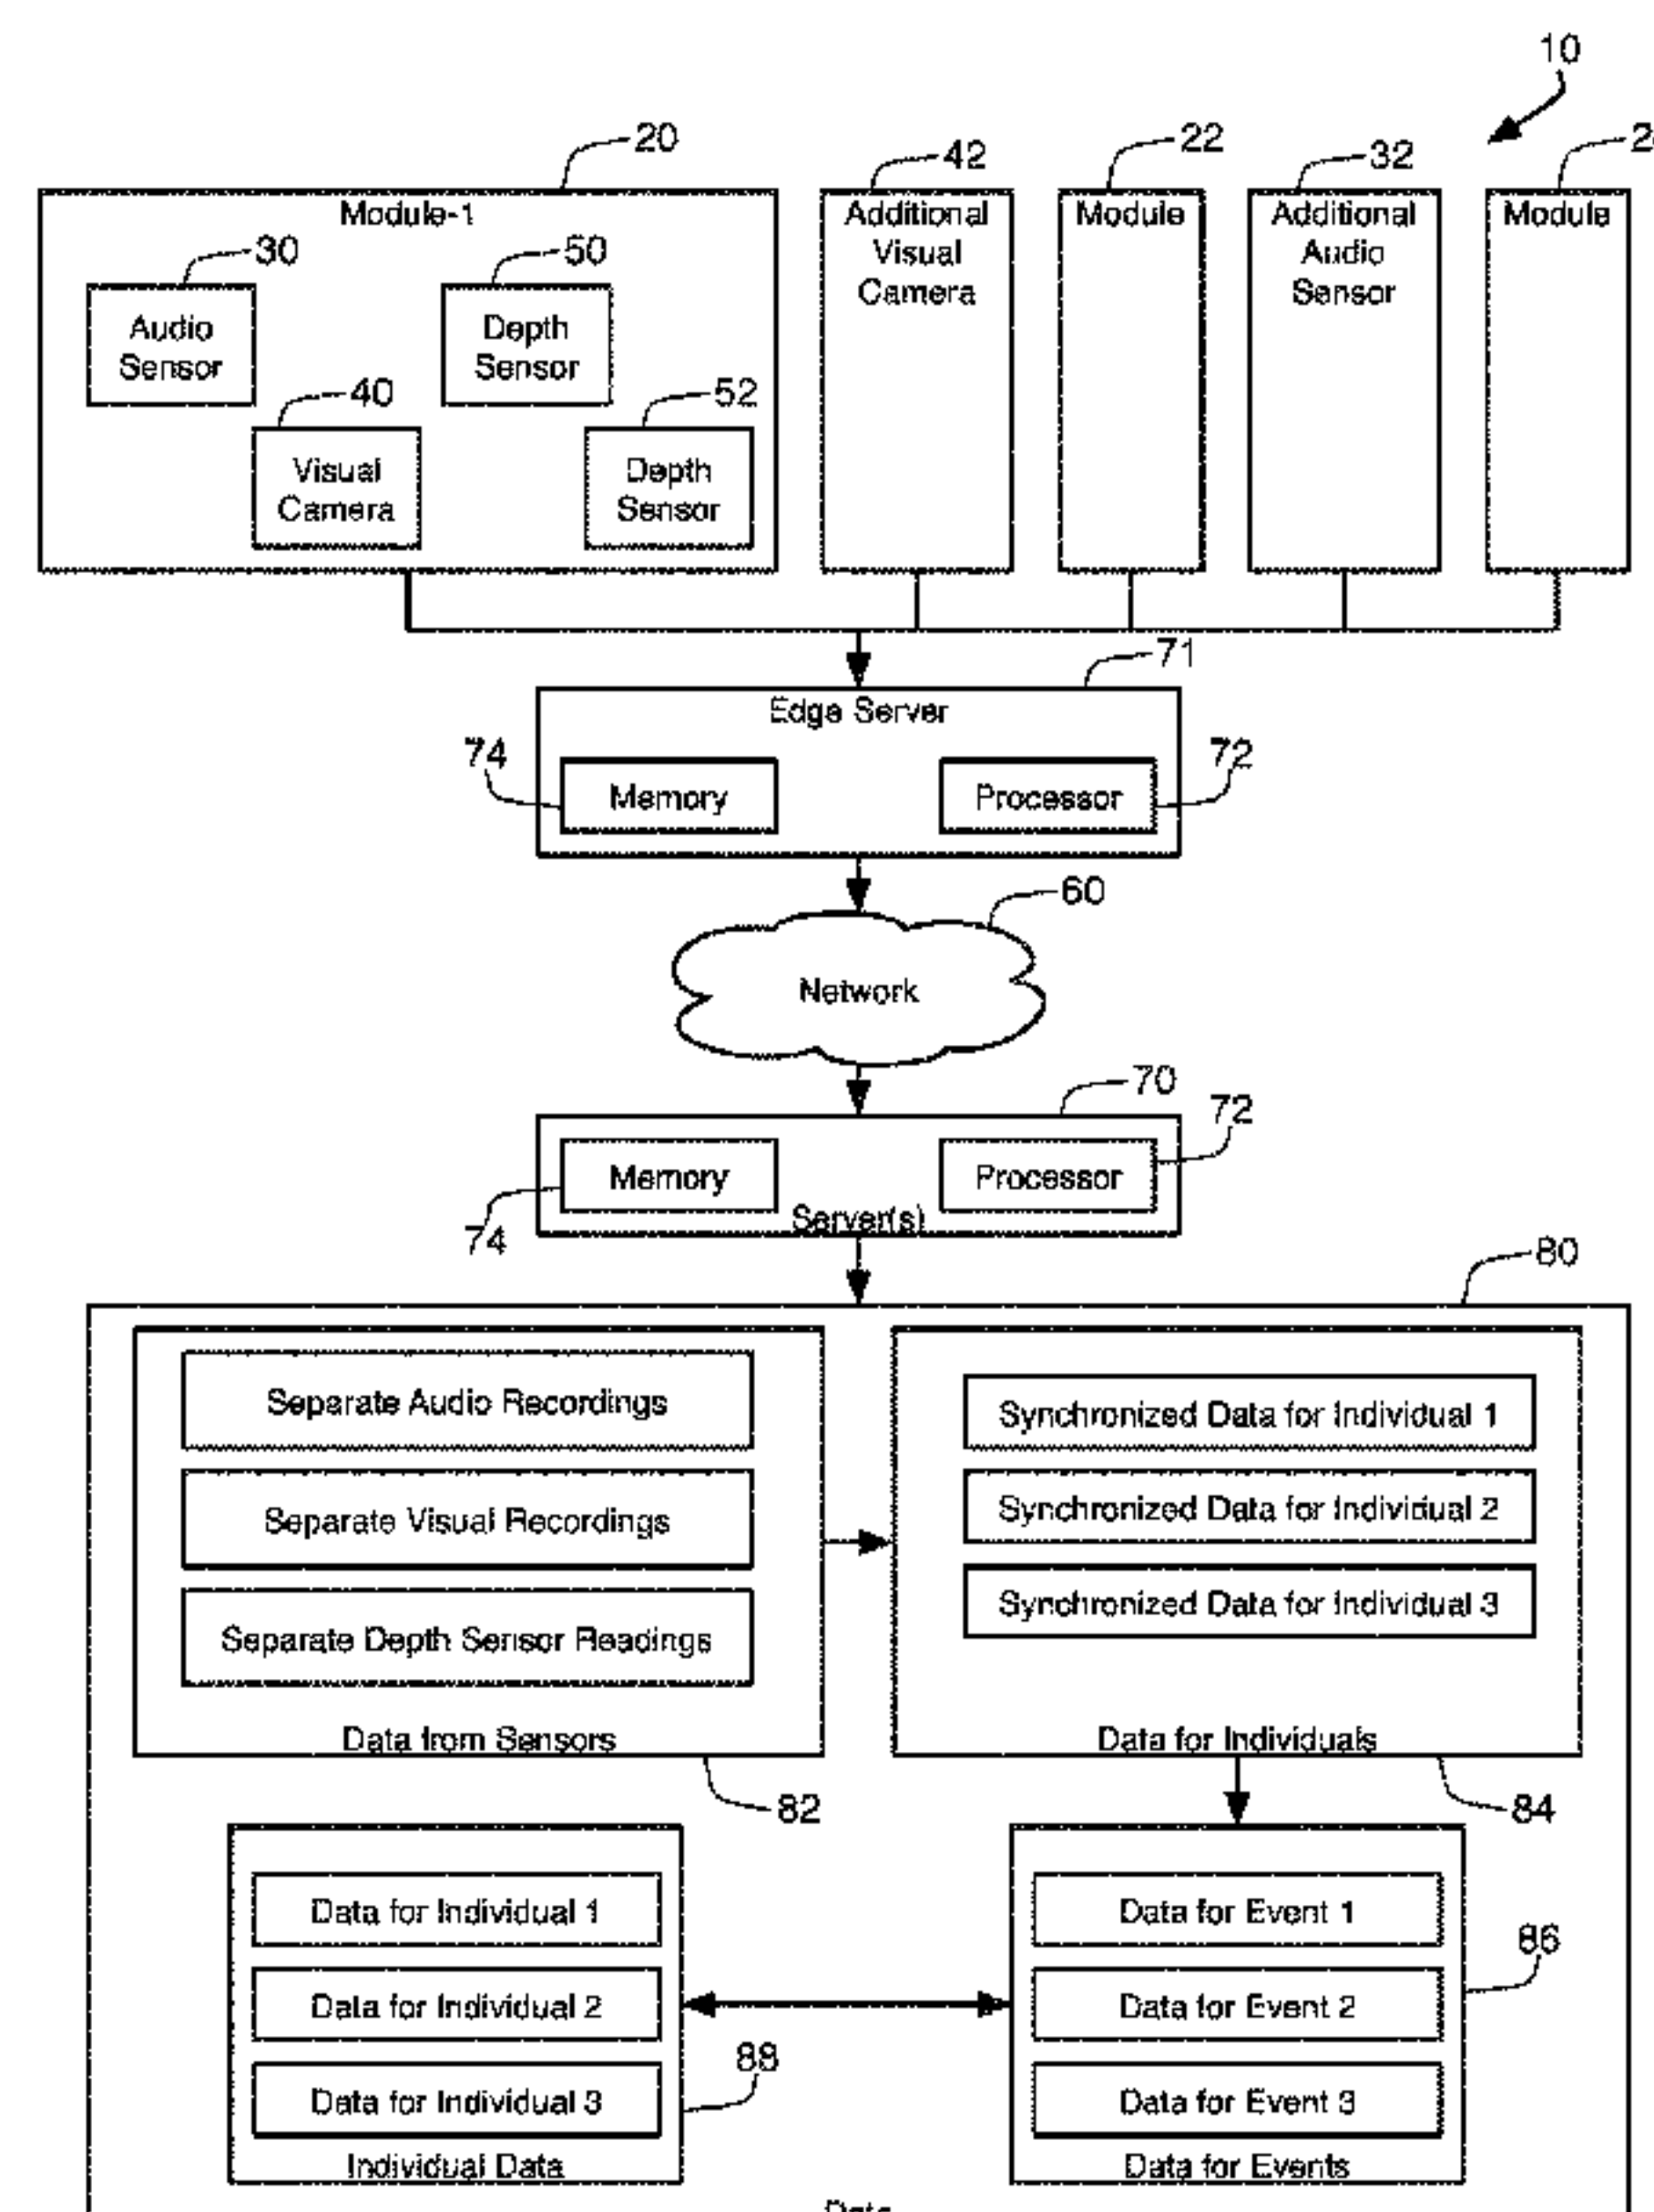 10
20
42
22
32
Module-1
Additional
Visual
Camera
Module
Additional
Audio
Sensor
Module
30
50
Audio
Sensor
Depth
Sensor
40
52
Visual
Camera
Depth
Sensor
71
Edge Server
74
Memory
Processor
72
60
Network
70
72
Memory
Processor
Server(s)
74
80
Separate Audio Recordings
Separate Visual Recordings
Separate Depth Sensor Readings
Data from Sensors
82
Synchronized Data for Individual 1
Synchronized Data for Individual 2
Synchronized Data for Individual 3
Data for Individuals
84
Data for Individual 1
Data for Individual 2
Data for Individual 3
Individual Data
88
Data for Event 1
Data for Event 2
Data for Event 3
Data for Events
86
Data